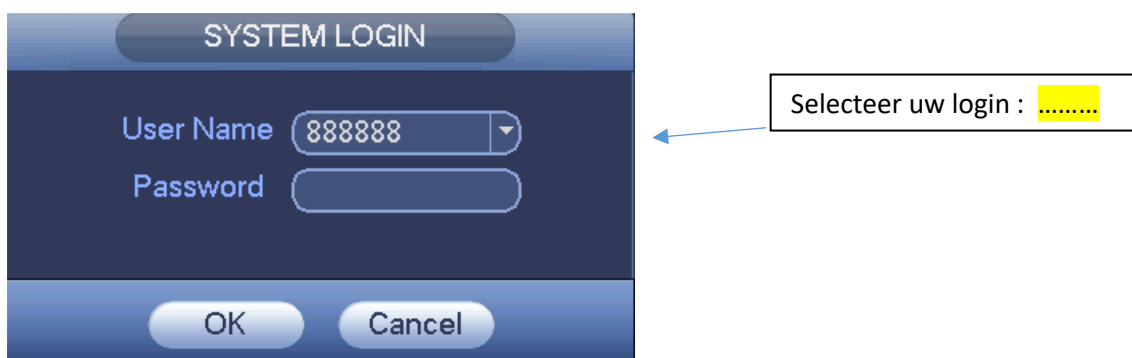 SYSTEM LOGIN
User Name 888888
Password
OK Cancel
Selecteer uw login : ………